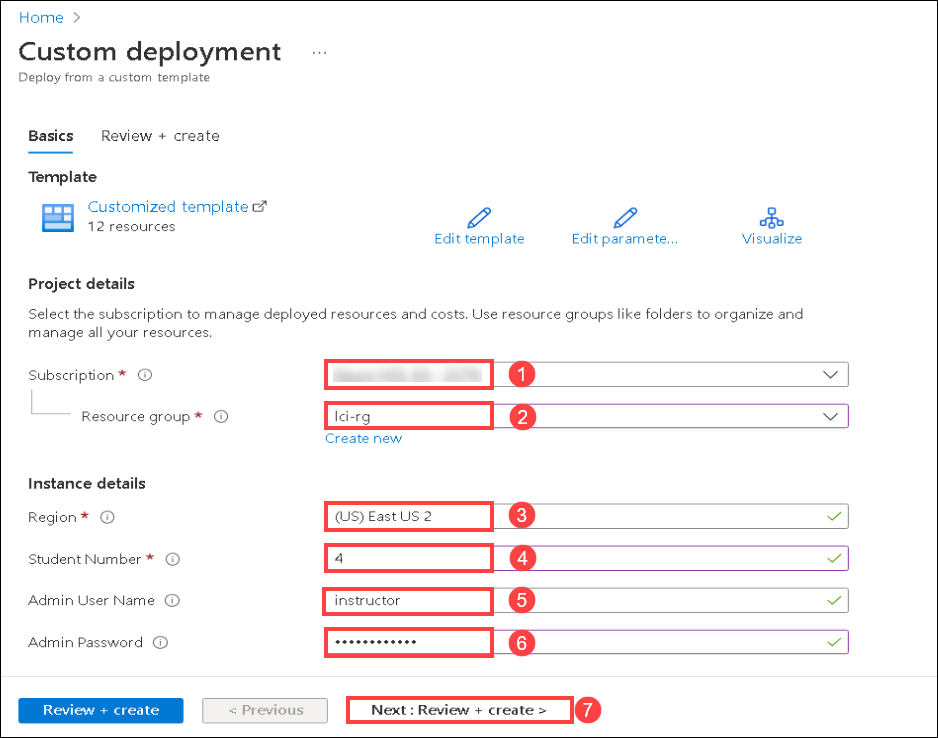 Home >
Custom deployment ...
Deploy from a custom template
Basics Review + create
Template
Customized template
12 resources
Edit template Edit paramete... Visualize
Project details
Select the subscription to manage deployed resources and costs. Use resource groups like folders to organize and
manage all your resources.
Subscription * 1
Resource group * lci-rg 2
Create new
Instance details
Region * (US) East US 2 3
Student Number * 4 4
Admin User Name instructor 5
Admin Password •••••••••••• 6
Review + create < Previous Next : Review + create > 7